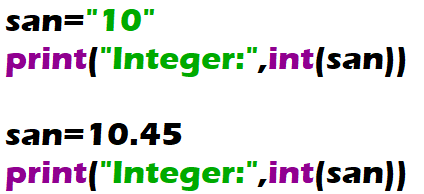 san="10"
print("Integer:",int(san))
san=10.45
print("Integer:",int(san))